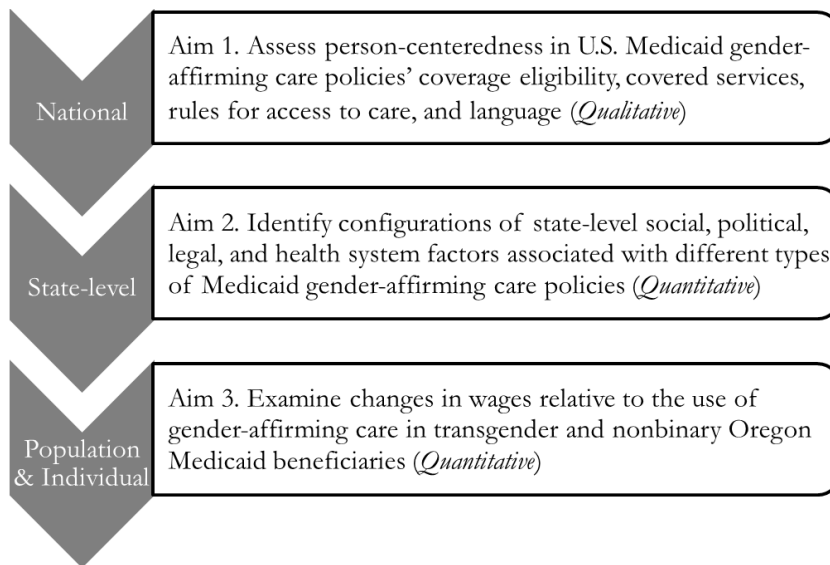 National
Aim 1. Assess person-centeredness in U.S. Medicaid gender-
affirming care policies' coverage eligibility, covered services,
rules for access to care, and language (Qualitative)
State-level
Aim 2. Identify configurations of state-level social, political,
legal, and health system factors associated with different types
of Medicaid gender-affirming care policies (Quantitative)
Population
& Individual
Aim 3. Examine changes in wages relative to the use of
gender-affirming care in transgender and nonbinary Oregon
Medicaid beneficiaries (Quantitative)